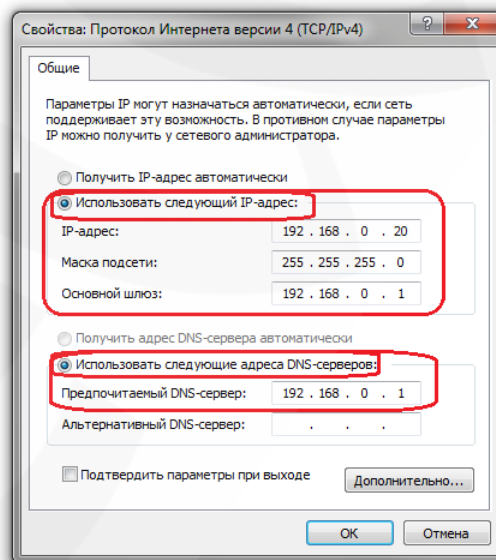 Свойства: Протокол Интернета версии 4 (TCP/IPv4)
Общие
Параметры IP могут назначаться автоматически, если сеть
поддерживает эту возможность. В противном случае параметры
IP можно получить у сетевого администратора.
Получить IP-адрес автоматически
Использовать следующий IP-адрес:
IP-адрес: 192 . 168 . 0 . 20
Маска подсети: 255 . 255 . 255 . 0
Основной шлюз: 192 . 168 . 0 . 1
Получить адрес DNS-сервера автоматически
Использовать следующие адреса DNS-серверов:
Предпочитаемый DNS-сервер: 192 . 168 . 0 . 1
Альтернативный DNS-сервер: . . .
Подтвердить параметры при выходе Дополнительно...
ОК Отмена